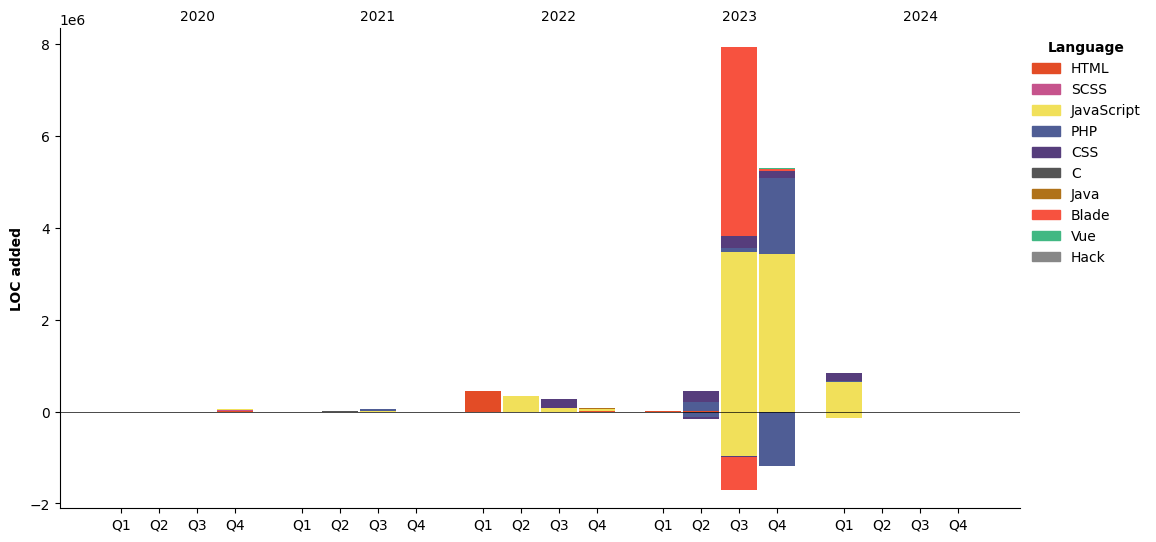 1e6
2020 2021 2022 2023 2024
8
6
4
2
0
−2
LOC added
Q1 Q2 Q3 Q4 Q1 Q2 Q3 Q4 Q1 Q2 Q3 Q4 Q1 Q2 Q3 Q4 Q1 Q2 Q3 Q4
Language
HTML
SCSS
JavaScript
PHP
CSS
C
Java
Blade
Vue
Hack